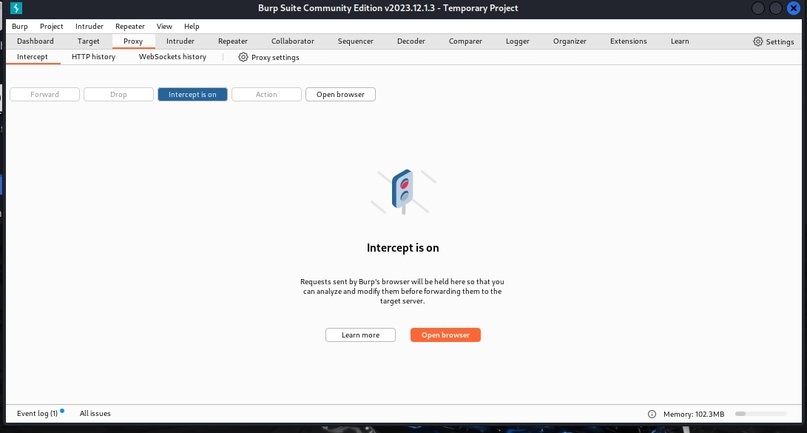 Burp Suite Community Edition v2023.12.1.3 - Temporary Project
Burp Project Intruder Repeater View Help
Dashboard Target Proxy Intruder Repeater Collaborator Sequencer Decoder Comparer Logger Organizer Extensions Learn Settings
Intercept HTTP history WebSockets history Proxy settings
Forward Drop Intercept is on Action Open browser
Intercept is on
Requests sent by Burp's browser will be held here so that you
can analyze and modify them before forwarding them to the
target server.
Learn more Open browser
Event log (1) All issues Memory: 102.3MB